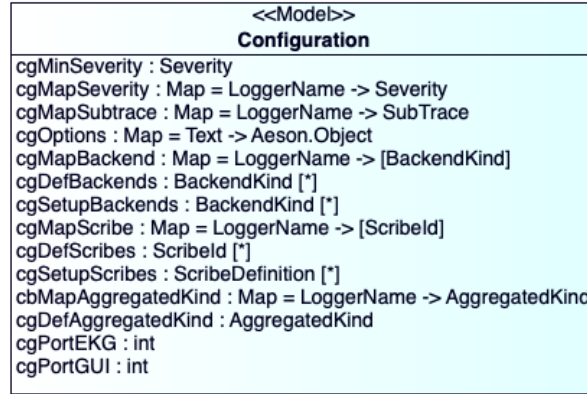 <<Model>>
Configuration
cgMinSeverity : Severity
cgMapSeverity : Map = LoggerName -> Severity
cgMapSubtrace : Map = LoggerName -> SubTrace
cgOptions : Map = Text -> Aeson.Object
cgMapBackend : Map = LoggerName -> [BackendKind]
cgDefBackends : BackendKind [*]
cgSetupBackends : BackendKind [*]
cgMapScribe : Map = LoggerName -> [ScribeId]
cgDefScribes : ScribeId [*]
cgSetupScribes : ScribeDefinition [*]
cbMapAggregatedKind : Map = LoggerName -> AggregatedKind
cgDefAggregatedKind : AggregatedKind
cgPortEKG : int
cgPortGUI : int